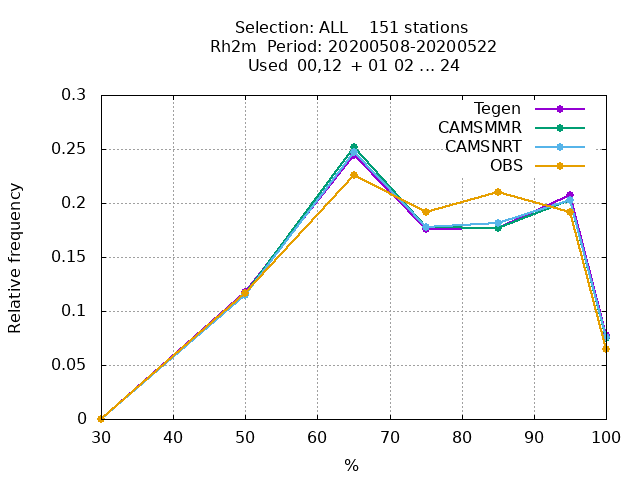 Selection: ALL    151 stations
Rh2m  Period: 20200508-20200522
Used  00,12  + 01 02 ... 24
0.3
0.25
0.2
0.15
0.1
0.05
0
Relative frequency
Tegen
CAMSMMR
CAMSNRT
OBS
30 40 50 60 70 80 90 100
%